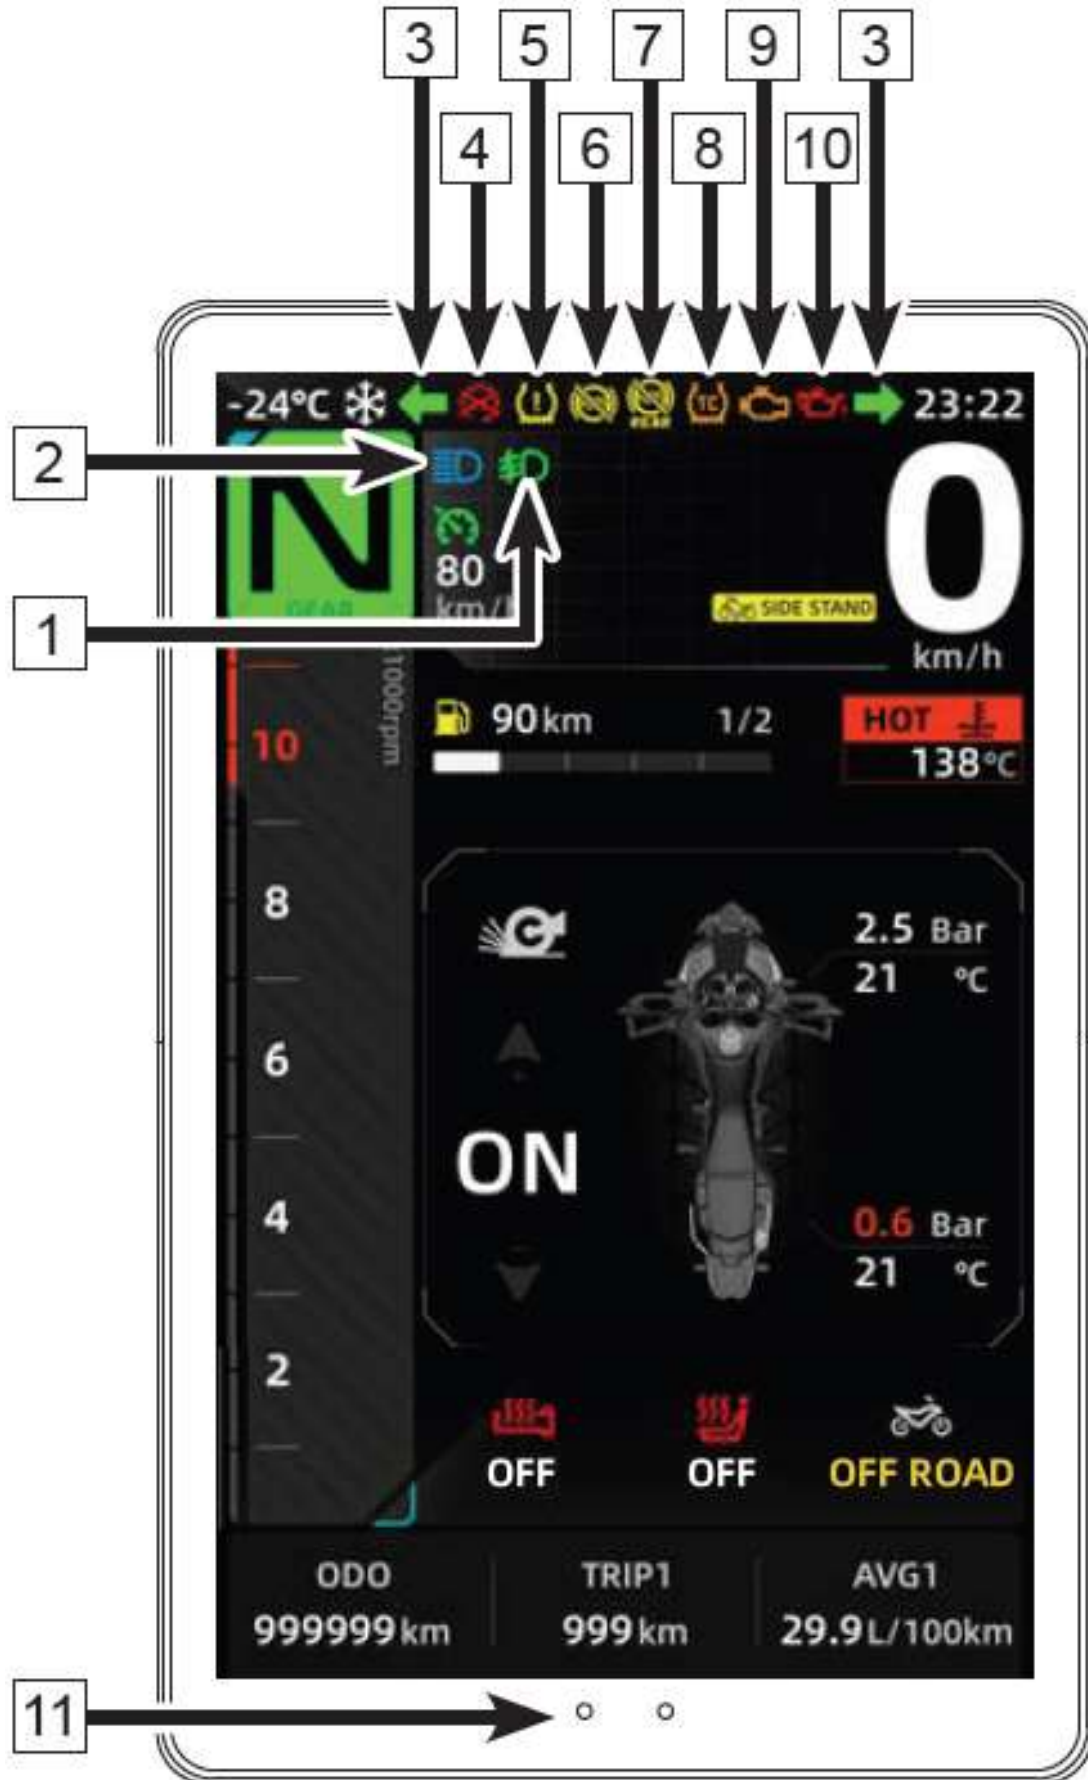 3 5 7 9 3
4 6 8 10
-24°C 23:22
2
N
GEAR
80
km/h
0
km/h
SIDE STAND
1
1000rpm
90km 1/2
HOT
138°C
10
8
6
4
2
C
ON
2.5 Bar
21 °C
0.6 Bar
21 °C
OFF OFF OFF ROAD
ODO TRIP1 AVG1
999999km 999km 29.9L/100km
11